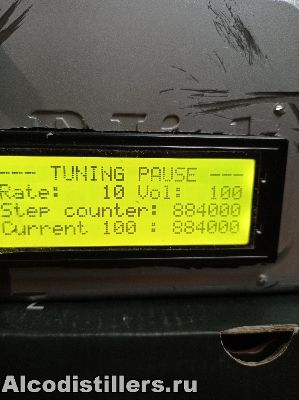 --- TUNING PAUSE ---
Rate: 10 Vol: 100
Step counter: 884000
Current 100 : 884000
Alcodistillers.ru